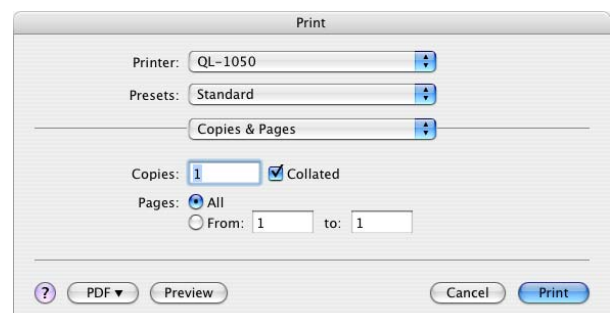 Print
Printer: QL-1050
Presets: Standard
Copies & Pages
Copies: 1 Collated
Pages: All
From: 1 to: 1
? PDF ▼ Preview Cancel Print